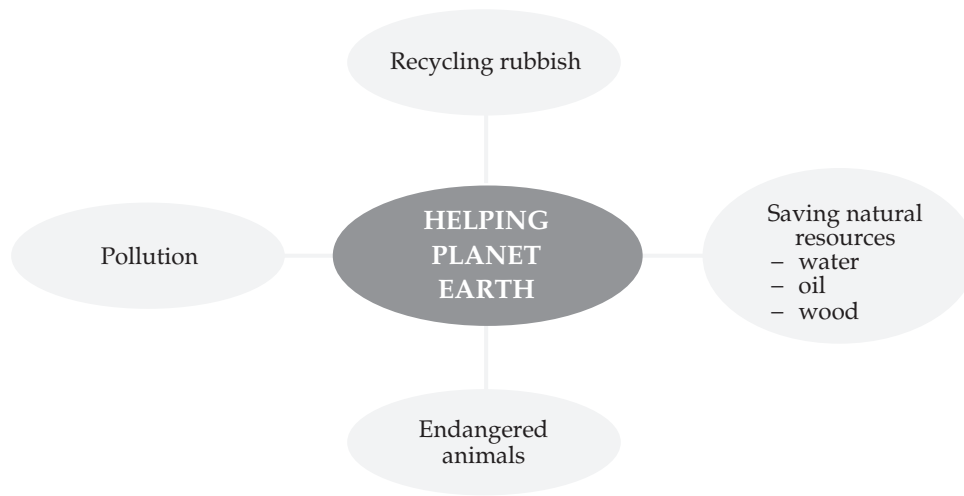 Recycling rubbish
Pollution
HELPING
PLANET
EARTH
Saving natural
resources
– water
– oil
– wood
Endangered
animals